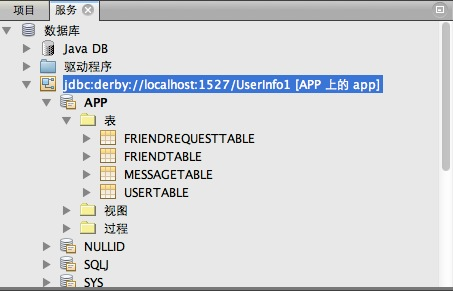 项目 服务
数据库
Java DB
驱动程序
jdbc:derby://localhost:1527/UserInfo1 [APP 上的 app]
APP
表
FRIENDREQUESTTABLE
FRIENDTABLE
MESSAGETABLE
USERTABLE
视图
过程
NULLID
SQLJ
SYS